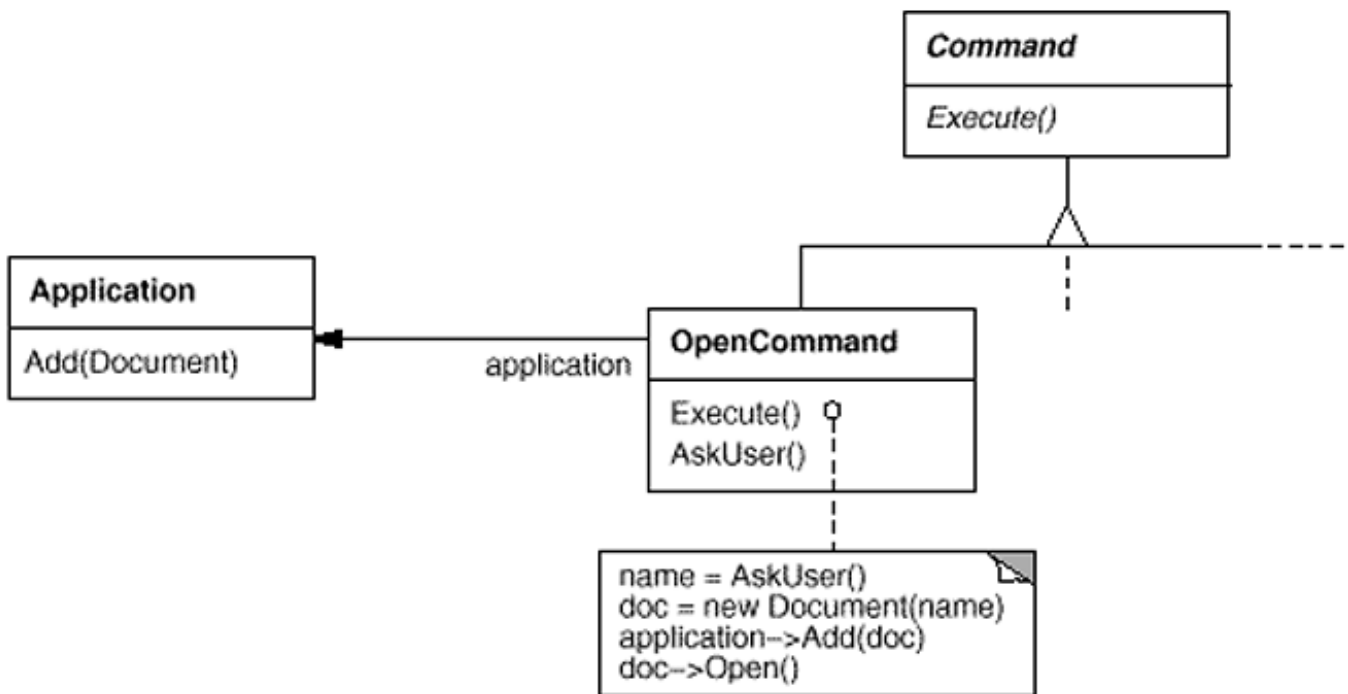 Command
Execute()
Application
Add(Document)
application
OpenCommand
Execute()
AskUser()
name = AskUser()
doc = new Document(name)
application–>Add(doc)
doc–>Open()